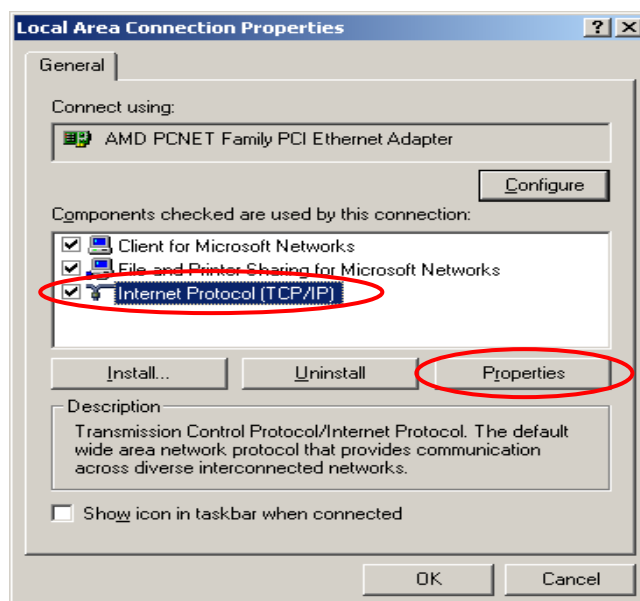 Local Area Connection Properties
General
Connect using:
AMD PCNET Family PCI Ethernet Adapter
Configure
Components checked are used by this connection:
Client for Microsoft Networks
File and Printer Sharing for Microsoft Networks
Internet Protocol (TCP/IP)
Install...
Uninstall
Properties
Description
Transmission Control Protocol/Internet Protocol. The default
wide area network protocol that provides communication
across diverse interconnected networks.
Show icon in taskbar when connected
OK
Cancel